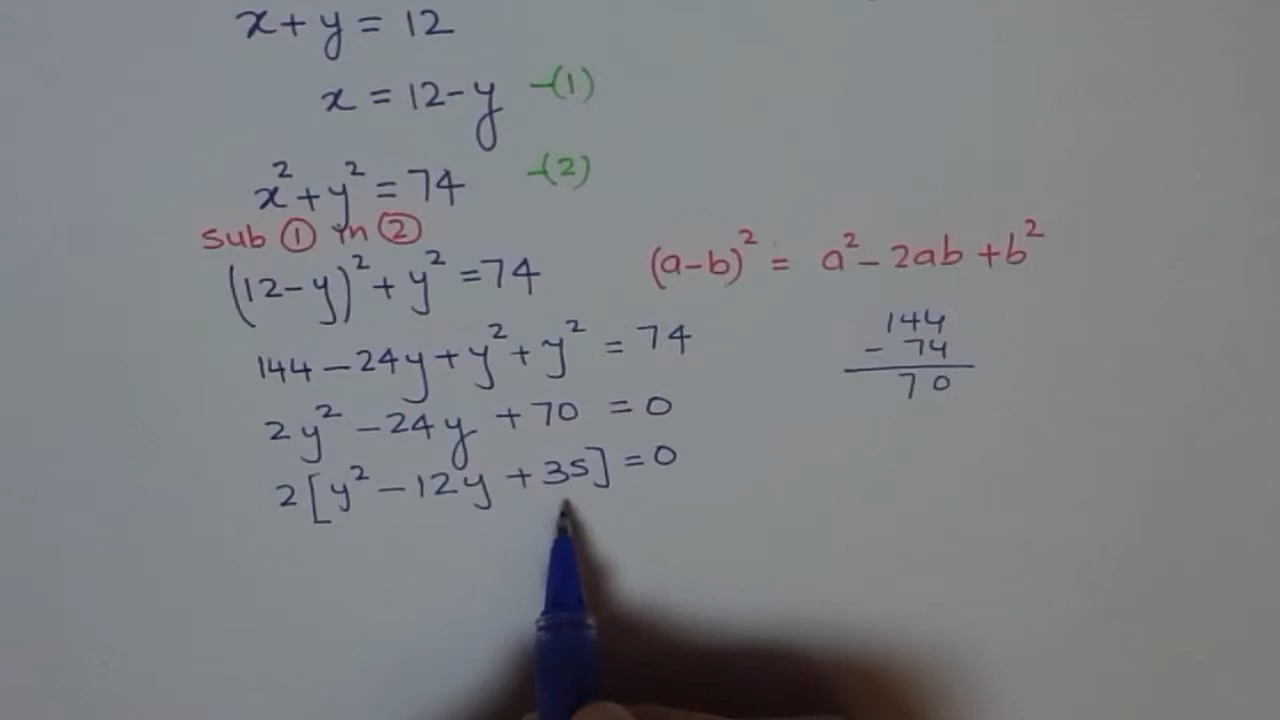 x+y = 12
x = 12-y -(1)
x²+y² = 74 -(2)
Sub ① in ②
(12-y)²+y² =74
(a-b)² = a²-2ab+b²
144-24y+y²+y² = 74
144
- 74
70
2y² -24y +70 =0
2[y²-12y+35]=0